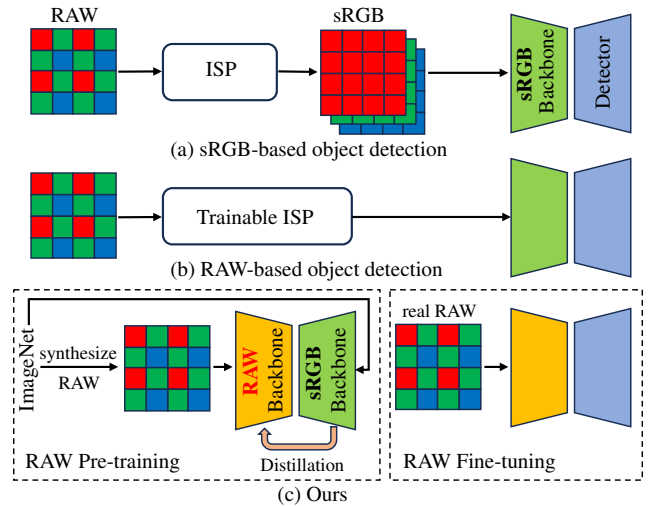 RAW
sRGB
ISP
sRGB
Backbone
Detector
(a) sRGB-based object detection
Trainable ISP
(b) RAW-based object detection
ImageNet
synthesize
RAW
RAW
Backbone
sRGB
Backbone
Distillation
RAW Pre-training
real RAW
RAW Fine-tuning
(c) Ours